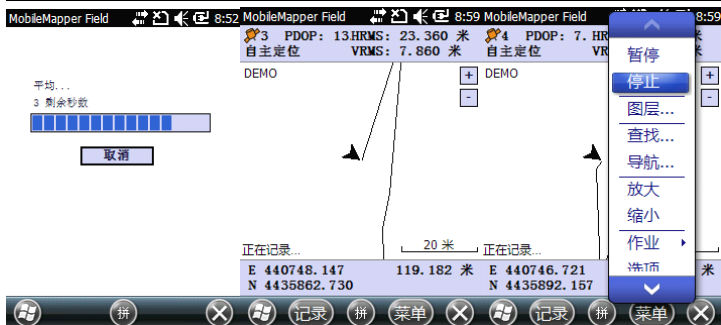 MobileMapper Field 8:52
平均...
3 剩余秒数
取消
拼
MobileMapper Field 8:59
3 PDOP: 13.HRMS: 23.360 米
自主定位 VRMS: 7.860 米
DEMO
+
-
正在记录...
20 米
E 440748.147 119.182 米
N 4435862.730
记录 拼 菜单
MobileMapper Field 8:59
4 PDOP: 7. HR
自主定位 VR
米
DEMO
+
-
暂停
停止
图层...
查找...
导航...
放大
缩小
作业
选项
正在记录...
E 440746.721 米
N 4435892.157
记录 拼 菜单